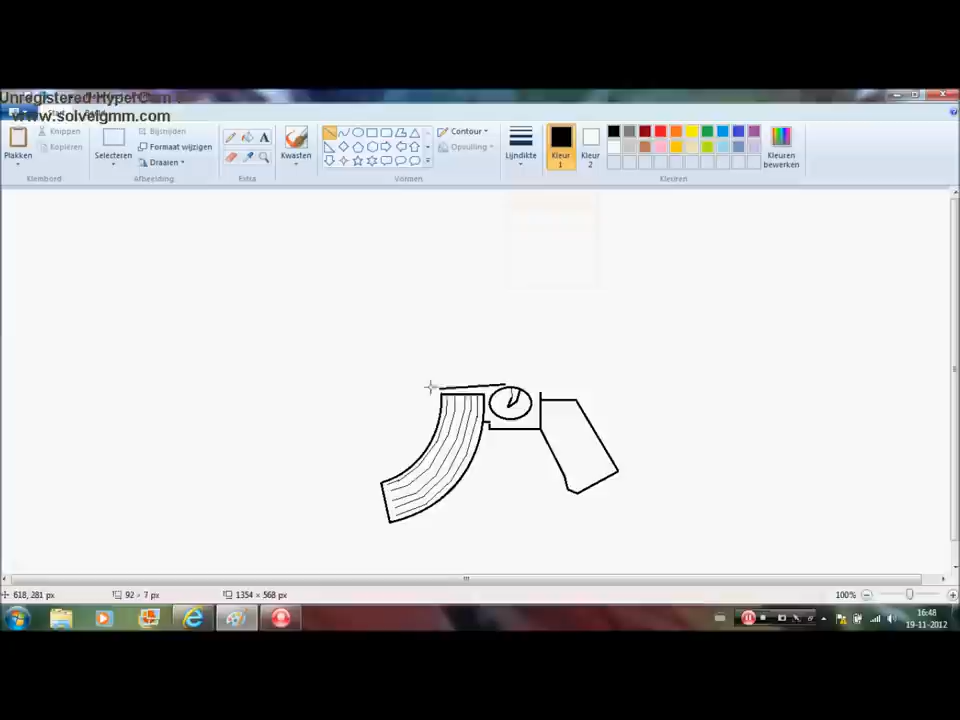 Unregistered HyperCam
www.solveigmm.com
Plakken
Knippen
Kopiëren
Klembord
Selecteren
Bijsnijden
Formaat wijzigen
Draaien
Afbeelding
A
Extra
Kwasten
Contour
Opvulling
Vormen
Lijndikte
Kleur 1
Kleur 2
Kleuren bewerken
Kleuren
618, 281 px
92 × 7 px
1354 × 568 px
100%
16:48
19-11-2012